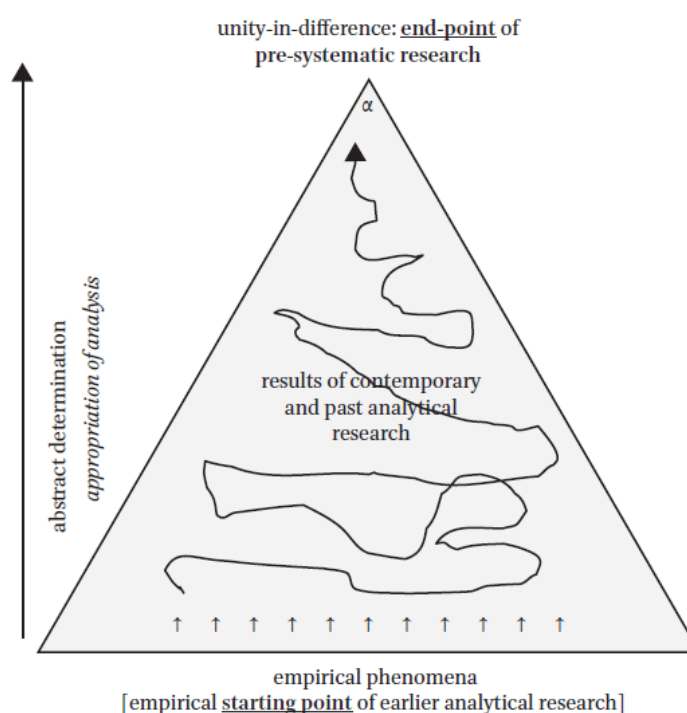 unity-in-difference: end-point of
pre-systematic research
α
abstract determination
appropriation of analysis
results of contemporary
and past analytical
research
↑ ↑ ↑ ↑ ↑ ↑ ↑ ↑ ↑ ↑ ↑
empirical phenomena
[empirical starting point of earlier analytical research]